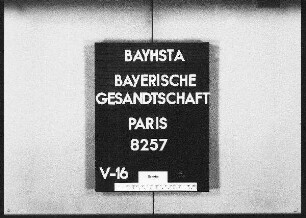 BAYHSTA
BAYERISCHE
GESANDTSCHAFT
PARIS
8257
V-16